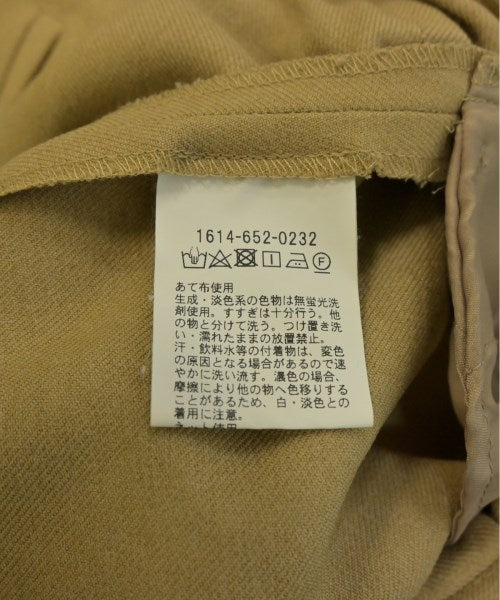 1614-652-0232
F
あて布使用
生成・淡色系の色物は無蛍光洗
剤使用。すすぎは十分行う。他
の物と分けて洗う。つけ置き洗
い・濡れたままの放置禁止。
汗・飲料水等の付着物は、変色
の原因となる場合があるので速
やかに洗い流す。濃色の場合、
摩擦により他の物へ色移りする
ことがあるため、白・淡色との
着用に注意。
ネット使用